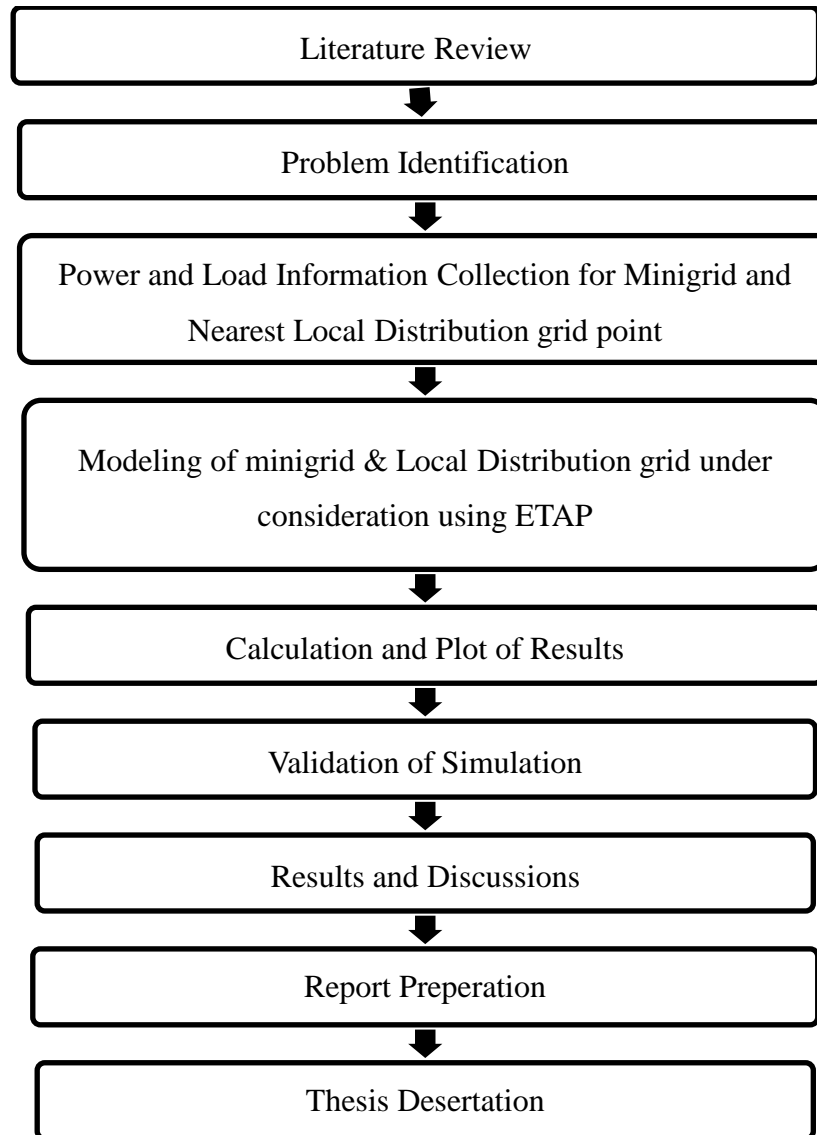 Literature Review
Problem Identification
Power and Load Information Collection for Minigrid and
Nearest Local Distribution grid point
Modeling of minigrid & Local Distribution grid under
consideration using ETAP
Calculation and Plot of Results
Validation of Simulation
Results and Discussions
Report Preperation
Thesis Desertation